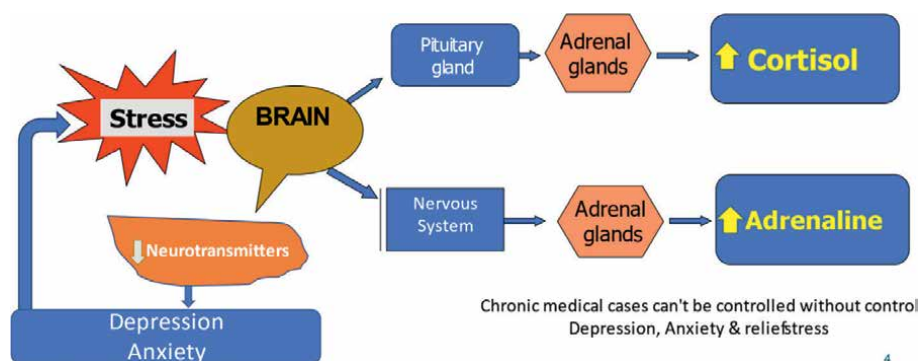 Stress
BRAIN
Pituitary
gland
Adrenal
glands
Cortisol
Nervous
System
Adrenal
glands
Adrenaline
Neurotransmitters
Depression
Anxiety
Chronic medical cases can't be controlled without control
Depression, Anxiety & reliefstress
4